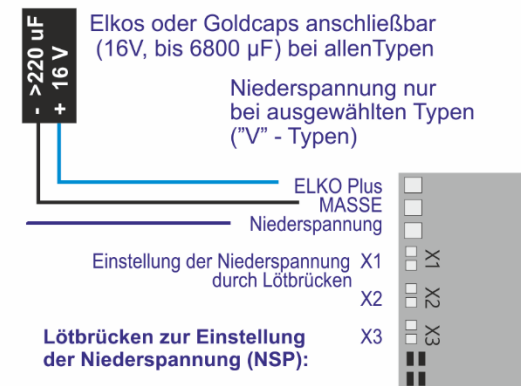 Elkos oder Goldcaps anschließbar
(16V, bis 6800 µF) bei allenTypen
- >220 uF
+ 16 V
Niederspannung nur
bei ausgewählten Typen
("V" - Typen)
ELKO Plus
MASSE
Niederspannung
Einstellung der Niederspannung X1
durch Lötbrücken
X2
Lötbrücken zur Einstellung X3
der Niederspannung (NSP):
X1
X2
X3